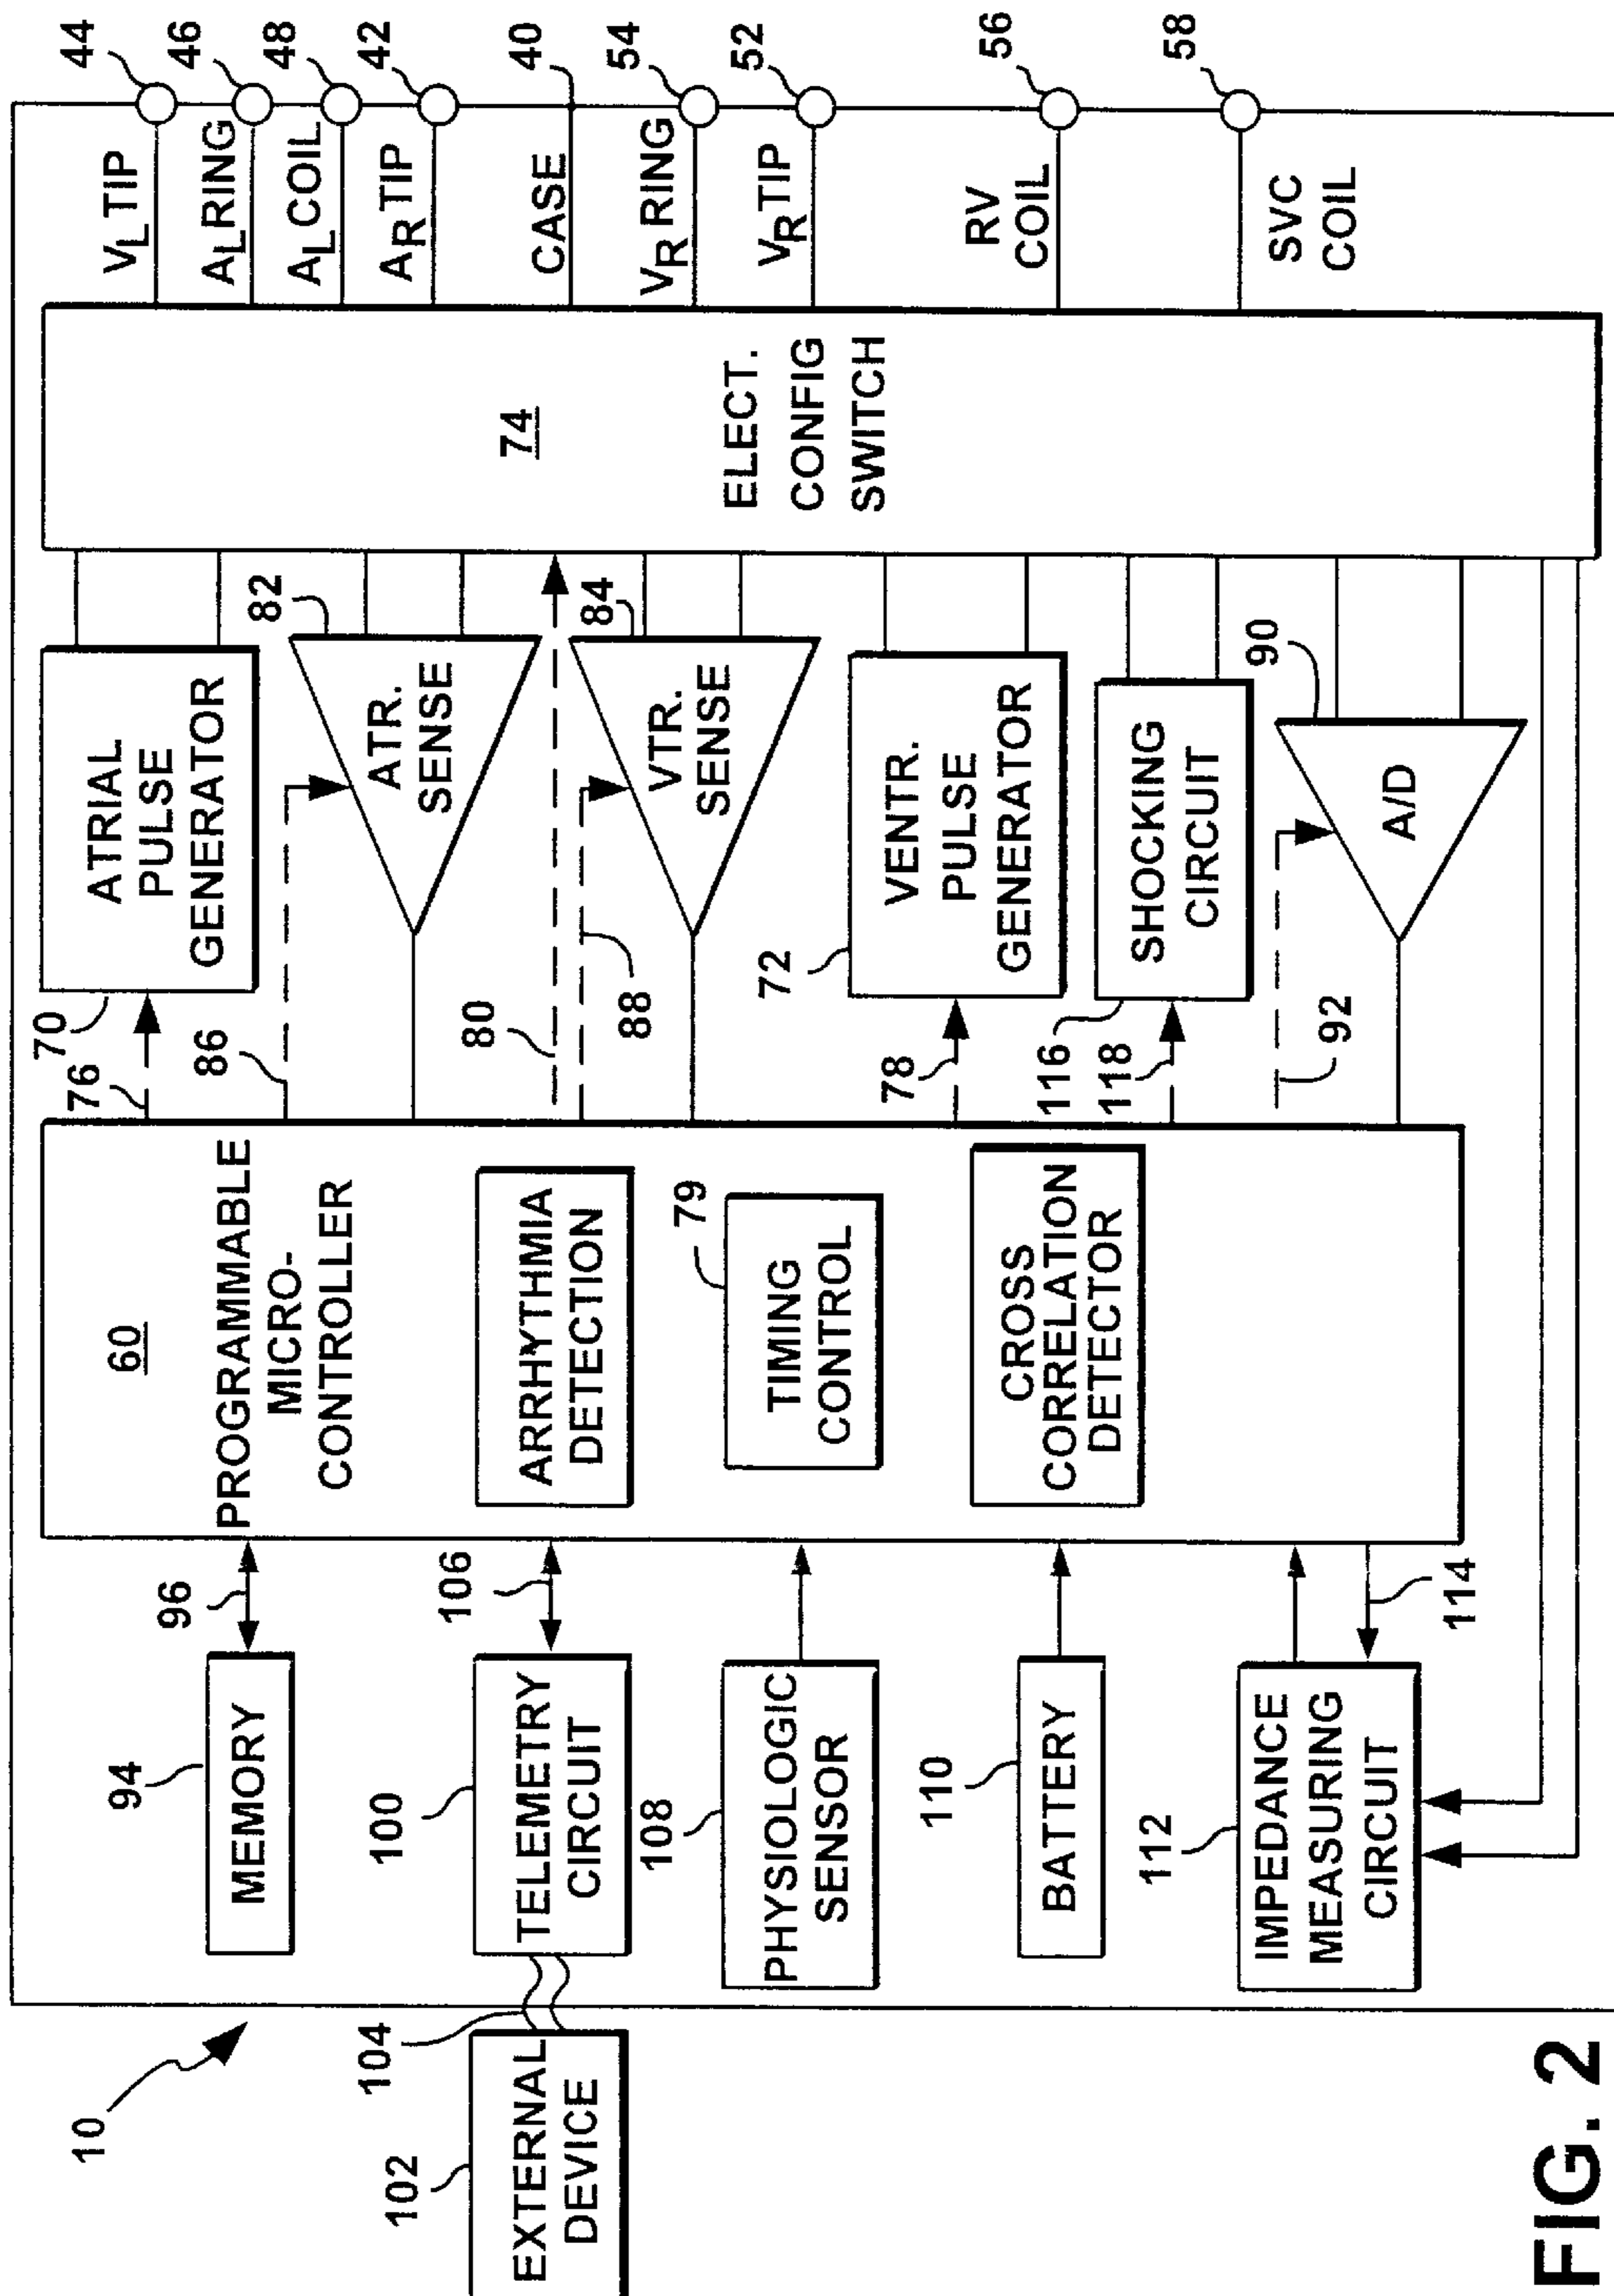 10
102
EXTERNAL
DEVICE
104
94
MEMORY
96
100
TELEMETRY
CIRCUIT
106
108
PHYSIOLOGIC
SENSOR
110
BATTERY
112
IMPEDANCE
MEASURING
CIRCUIT
114
60
PROGRAMMABLE
MICRO-
CONTROLLER
ARRHYTHMIA
DETECTION
79
TIMING
CONTROL
CROSS
CORRELATION
DETECTOR
76
70
ATRIAL
PULSE
GENERATOR
86
82
ATR.
SENSE
80
88
84
VTR.
SENSE
78
72
VENTR.
PULSE
GENERATOR
116
118
SHOCKING
CIRCUIT
92
90
A/D
74
ELECT.
CONFIG
SWITCH
VL TIP
44
AL RING
46
AL COIL
48
AR TIP
42
CASE
40
VR RING
54
VR TIP
52
RV
COIL
56
SVC
COIL
58
FIG. 2